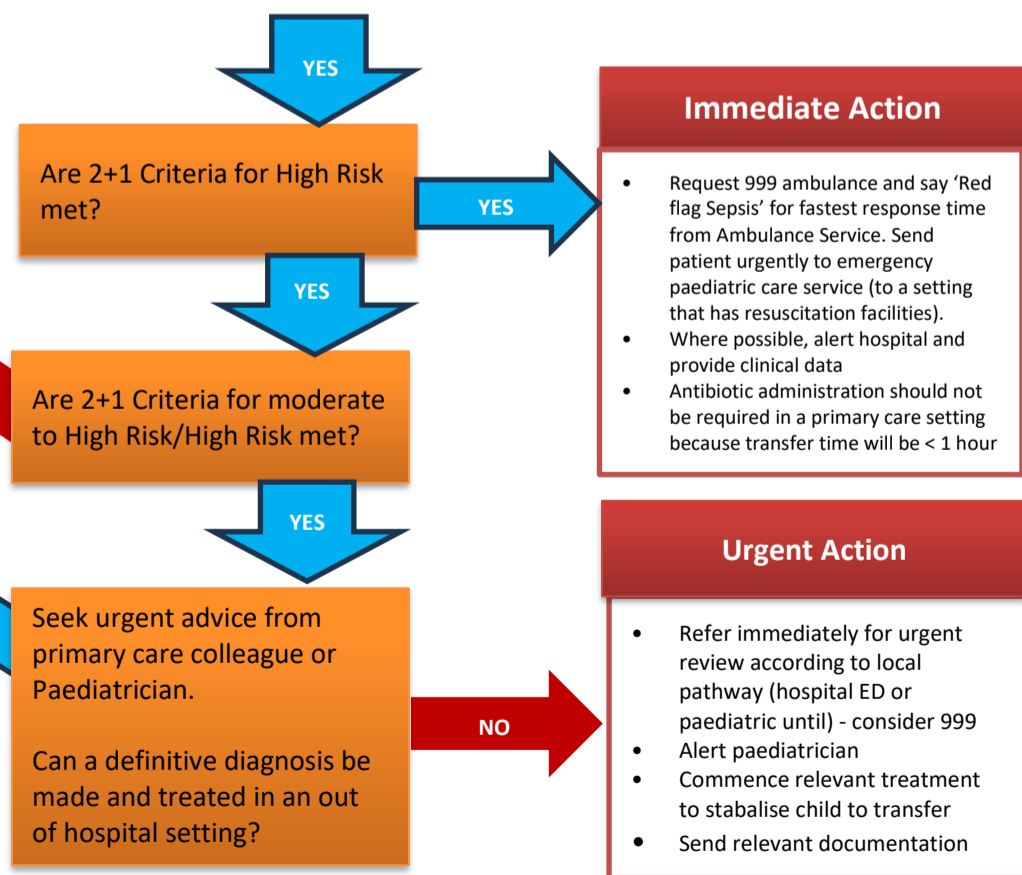 YES
Are 2+1 Criteria for High Risk
met?
YES
Immediate Action
• Request 999 ambulance and say ‘Red
flag Sepsis’ for fastest response time
from Ambulance Service. Send
patient urgently to emergency
paediatric care service (to a setting
that has resuscitation facilities).
• Where possible, alert hospital and
provide clinical data
• Antibiotic administration should not
be required in a primary care setting
because transfer time will be < 1 hour
YES
Are 2+1 Criteria for moderate
to High Risk/High Risk met?
YES
Seek urgent advice from
primary care colleague or
Paediatrician.
Can a definitive diagnosis be
made and treated in an out
of hospital setting?
NO
Urgent Action
• Refer immediately for urgent
review according to local
pathway (hospital ED or
paediatric until) - consider 999
• Alert paediatrician
• Commence relevant treatment
to stabalise child to transfer
• Send relevant documentation